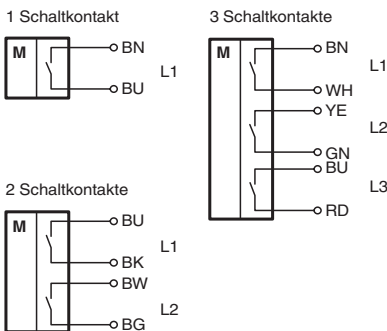 1 Schaltkontakt
M
BN
L1
BU
2 Schaltkontakte
M
BU
L1
BK
BW
L2
BG
3 Schaltkontakte
M
BN
L1
WH
YE
L2
GN
BU
L3
RD